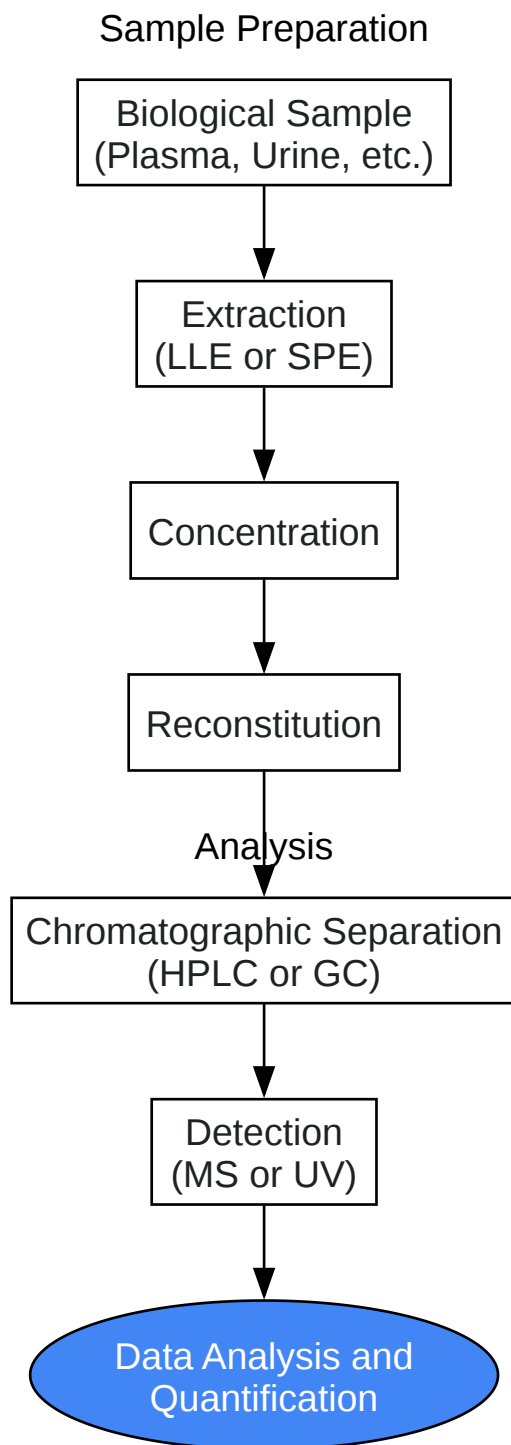 Sample Preparation
Biological Sample
(Plasma, Urine, etc.)
Extraction
(LLE or SPE)
Concentration
Reconstitution
Analysis
Chromatographic Separation
(HPLC or GC)
Detection
(MS or UV)
Data Analysis and
Quantification